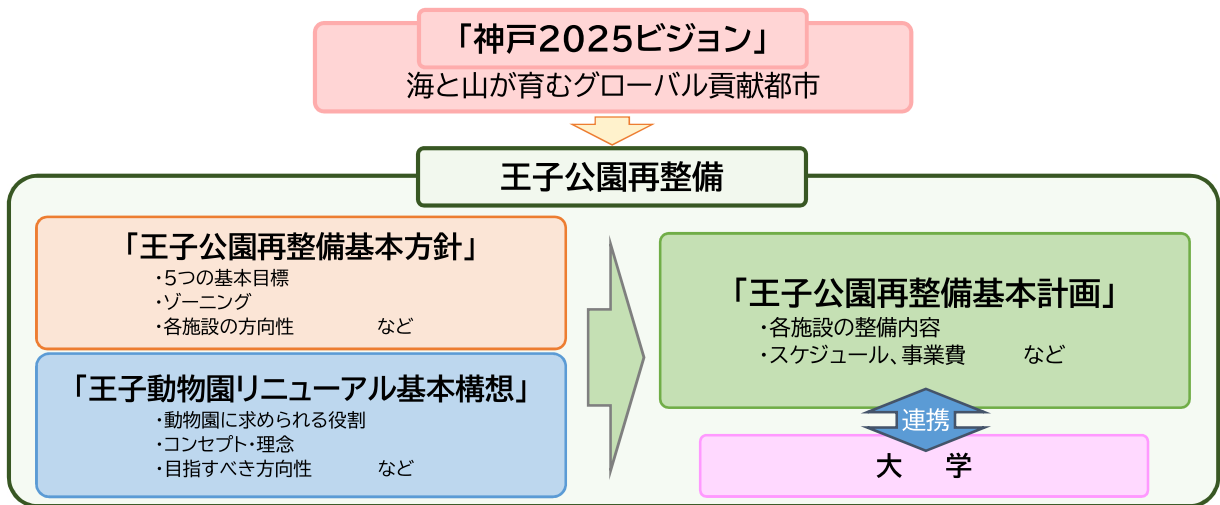 「神戸2025ビジョン」
海と山が育むグローバル貢献都市
王子公園再整備
「王子公園再整備基本方針」
・5つの基本目標
・ゾーニング
・各施設の方向性 など
「王子動物園リニューアル基本構想」
・動物園に求められる役割
・コンセプト・理念
・目指すべき方向性 など
「王子公園再整備基本計画」
・各施設の整備内容
・スケジュール、事業費 など
連携
大 学